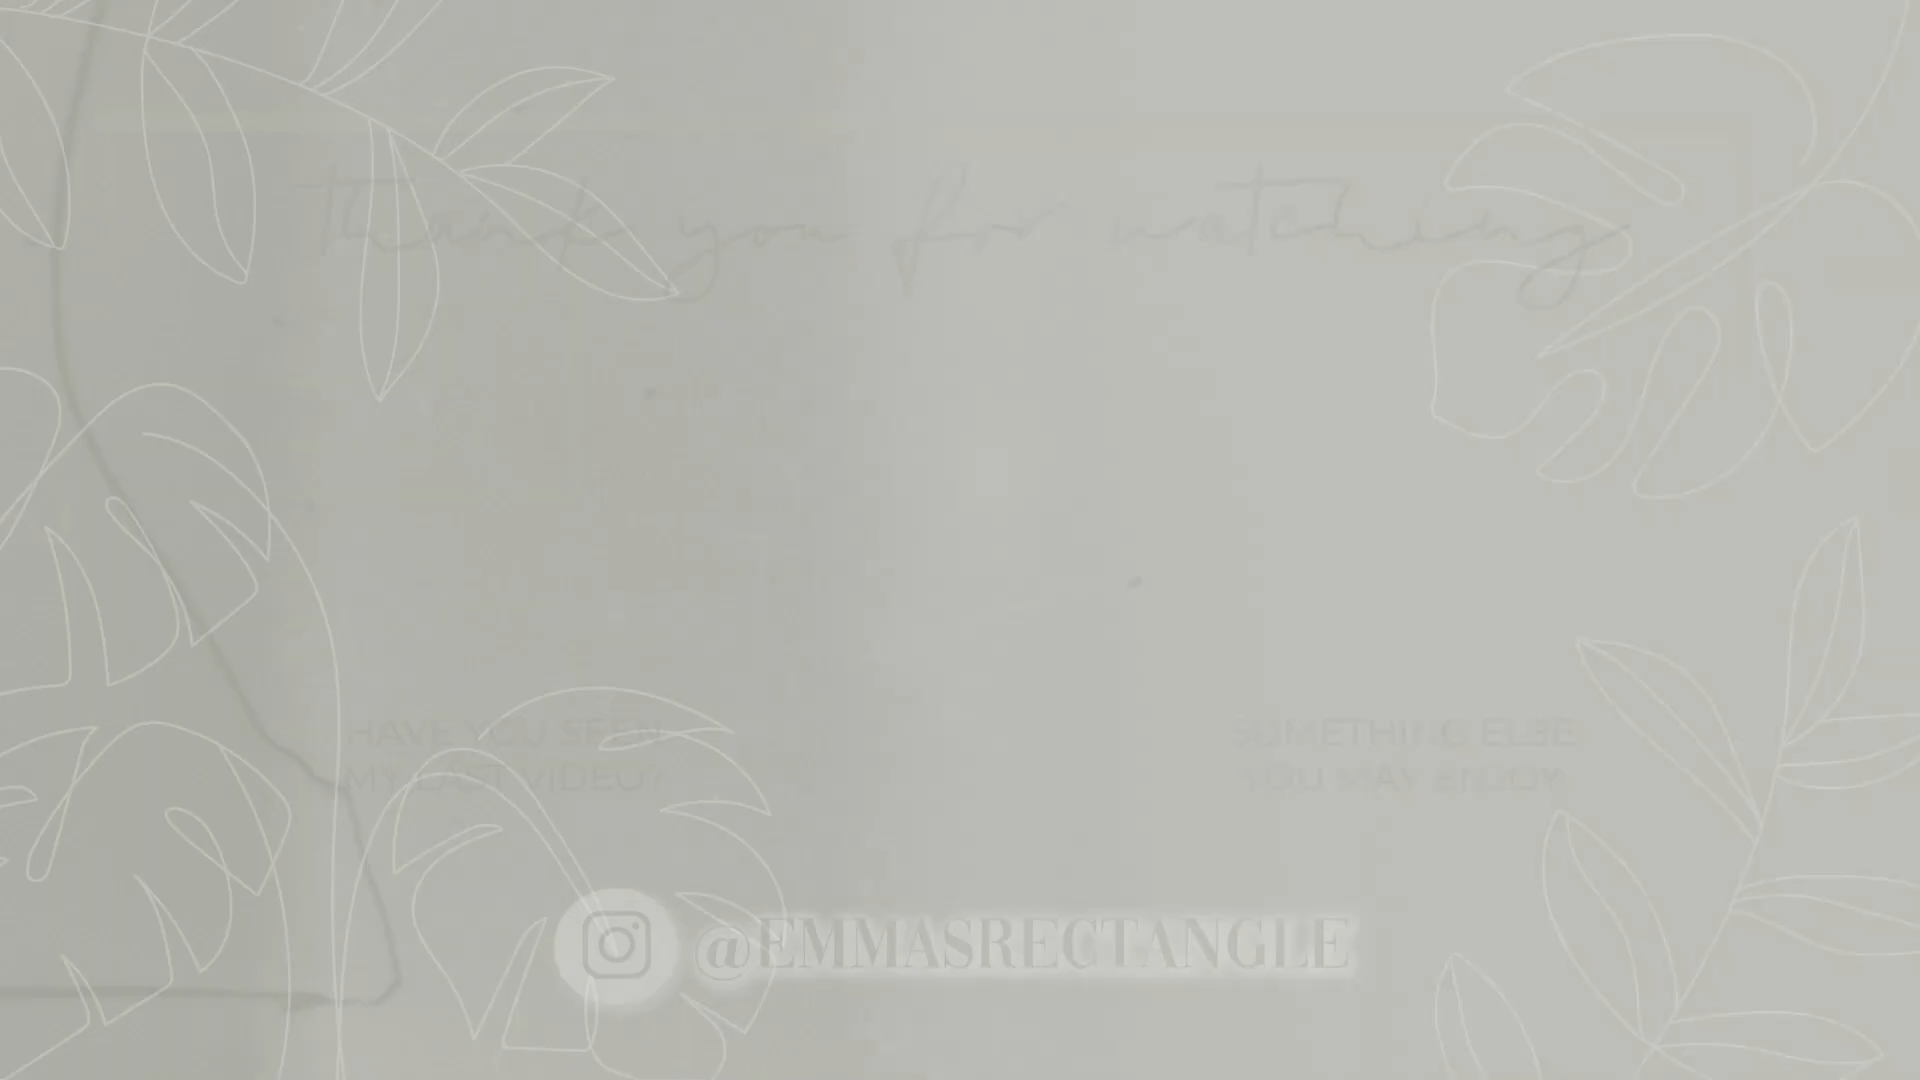 thank you for watching
HAVE YOU SEEN
MY LAST VIDEO?
SOMETHING ELSE
YOU MAY ENJOY
@EMMASRECTANGLE